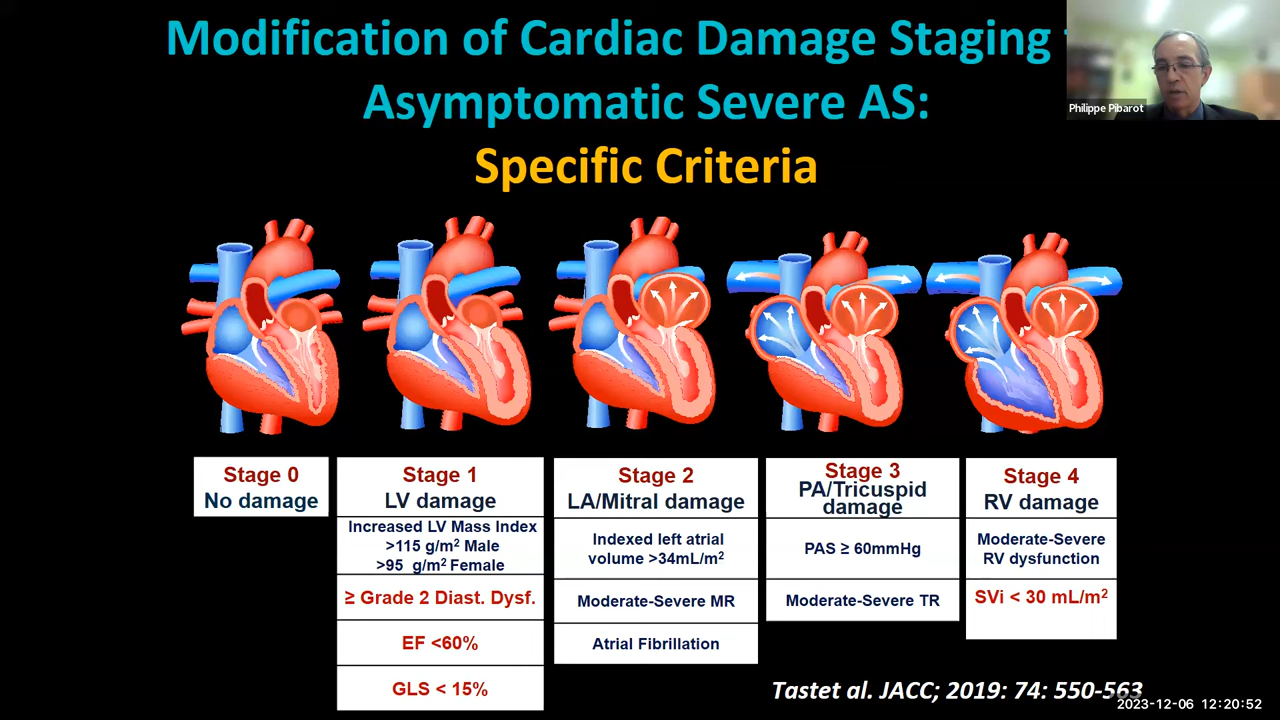 Modification of Cardiac Damage Staging
Asymptomatic Severe AS:
Specific Criteria
Philippe Pibarot
Stage 0
No damage
Stage 1
LV damage
Increased LV Mass Index
>115 g/m² Male
>95 g/m² Female
≥ Grade 2 Diast. Dysf.
EF <60%
GLS < 15%
Stage 2
LA/Mitral damage
Indexed left atrial
volume >34mL/m²
Moderate-Severe MR
Atrial Fibrillation
Stage 3
PA/Tricuspid
damage
PAS ≥ 60mmHg
Moderate-Severe TR
Stage 4
RV damage
Moderate-Severe
RV dysfunction
SVi < 30 mL/m²
Tastet al. JACC; 2019: 74: 550-563
2023-12-06 12:20:52